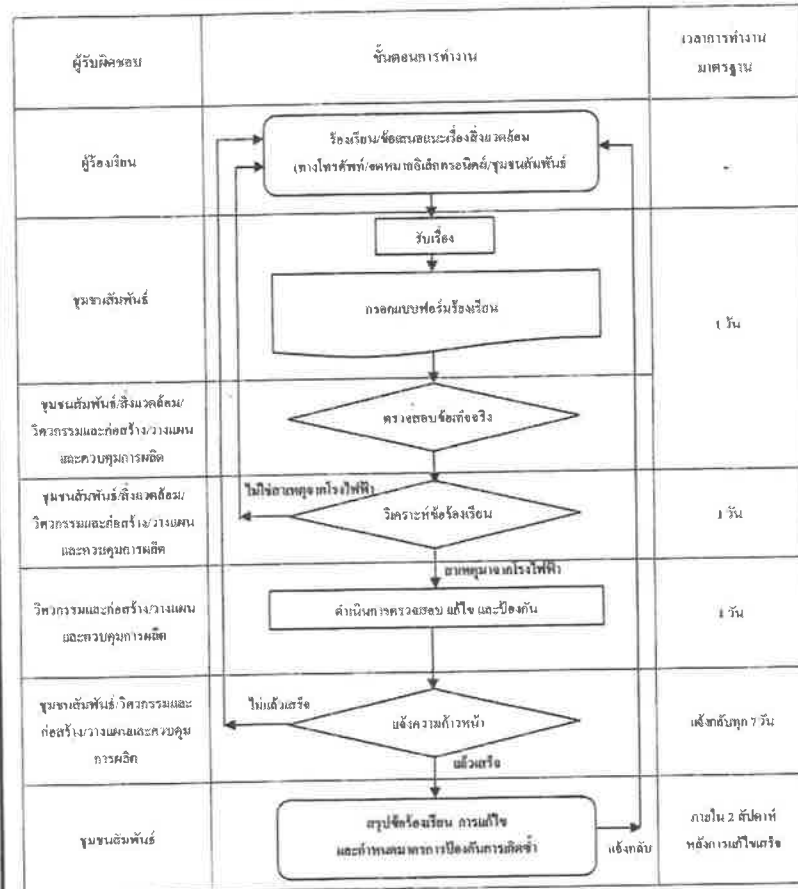 ผู้รับผิดชอบ
ขั้นตอนการทำงาน
เวลาการทำงาน
มาตรฐาน
ผู้ร้องเรียน
ร้องเรียน/ข้อเสนอแนะเรื่องสิ่งแวดล้อม
(ทางโทรศัพท์/จดหมายอิเล็กทรอนิคย์/ชุมชนสัมพันธ์
-
รับเรื่อง
ชุมชนสัมพันธ์
กรอกแบบฟอร์มร้องเรียน
1 วัน
ชุมชนสัมพันธ์/สิ่งแวดล้อม/
วิศวกรรมและก่อสร้าง/วางแผน
และควบคุมการผลิต
ตรวจสอบข้อเท็จจริง
ชุมชนสัมพันธ์/สิ่งแวดล้อม/
วิศวกรรมและก่อสร้าง/วางแผน
และควบคุมการผลิต
ไม่ใช่สาเหตุจากโรงไฟฟ้า
วิเคราะห์ข้อร้องเรียน
1 วัน
สาเหตุมาจากโรงไฟฟ้า
วิศวกรรมและก่อสร้าง/วางแผน
และควบคุมการผลิต
ดำเนินการตรวจสอบ แก้ไข และป้องกัน
1 วัน
ชุมชนสัมพันธ์/วิศวกรรมและ
ก่อสร้าง/วางแผนและควบคุม
การผลิต
ไม่แล้วเสร็จ
แจ้งความก้าวหน้า
แจ้งกลับทุก 7 วัน
แล้วเสร็จ
ชุมชนสัมพันธ์
สรุปข้อร้องเรียน การแก้ไข
และกำหนดมาตรการป้องกันการเกิดซ้ำ
แจ้งกลับ
ภายใน 2 สัปดาห์
หลังการแก้ไขเสร็จ